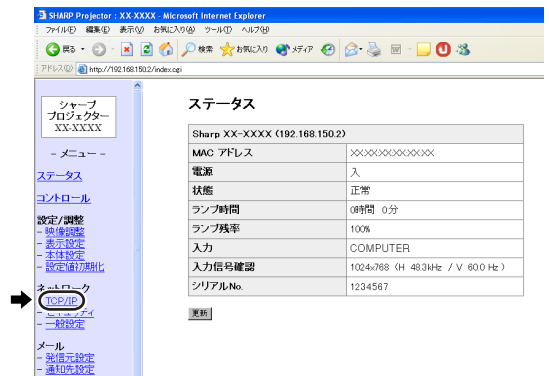 SHARP Projector : XX-XXXX - Microsoft Internet Explorer
ファイル(F) 編集(E) 表示(V) お気に入り(A) ツール(T) ヘルプ(H)
戻る 検索 お気に入り メディア
アドレス(D) http://192.168.150.2/index.cgi
シャープ
プロジェクター
XX-XXXX
– メニュー –
ステータス
コントロール
設定/調整
– 映像調整
– 表示設定
– 本体設定
– 設定値初期化
ネットワーク
– TCP/IP
– セキュリティ
– 一般設定
メール
– 発信元設定
– 通知先設定
ステータス
Sharp XX-XXXX (192.168.150.2)
MAC アドレス XXXXXXXXXXXX
電源 入
状態 正常
ランプ時間 0時間 0分
ランプ残率 100%
入力 COMPUTER
入力信号確認 1024x768 (H 48.3kHz / V 60.0 Hz )
シリアルNo. 1234567
更新